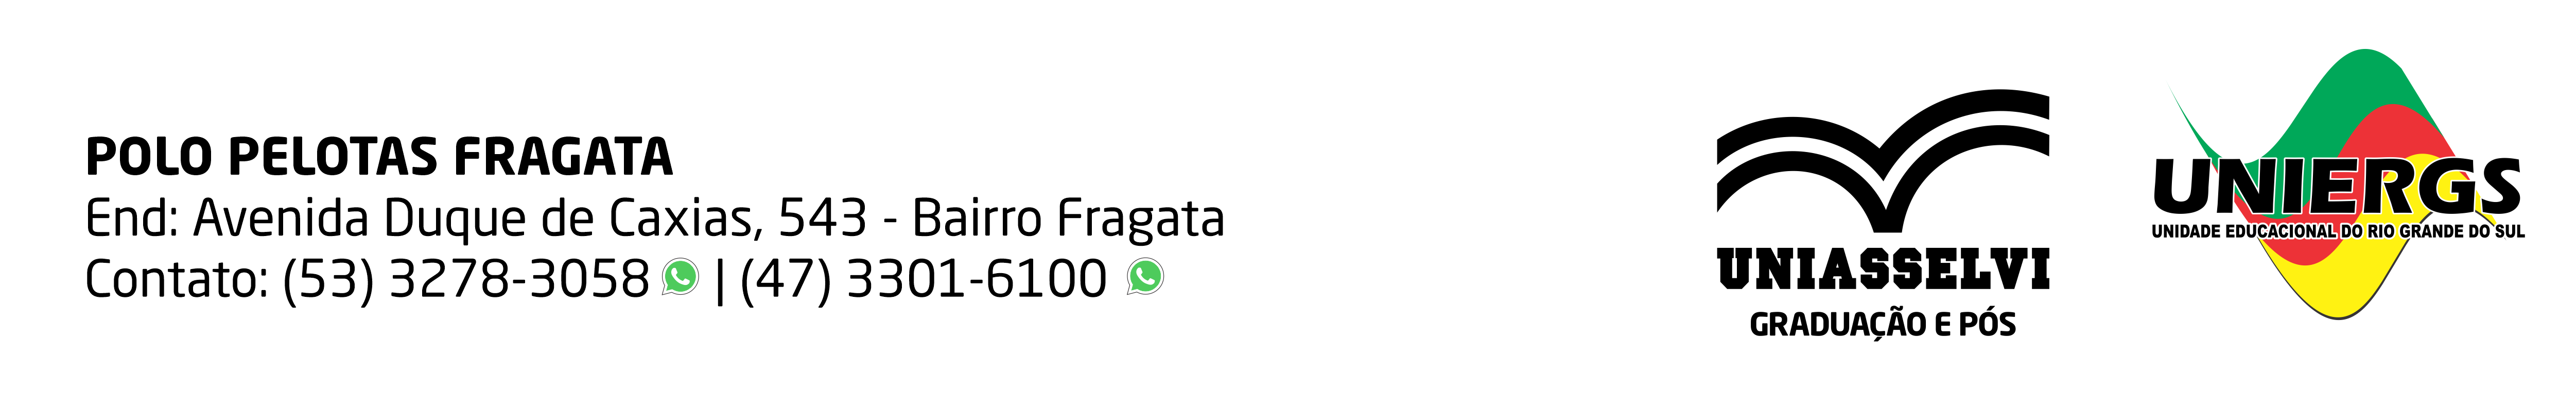 POLO PELOTAS FRAGATA
End: Avenida Duque de Caxias, 543 - Bairro Fragata
Contato: (53) 3278-3058 | (47) 3301-6100
UNIASSELVI
GRADUAÇÃO E PÓS
UNIERGS
UNIDADE EDUCACIONAL DO RIO GRANDE DO SUL